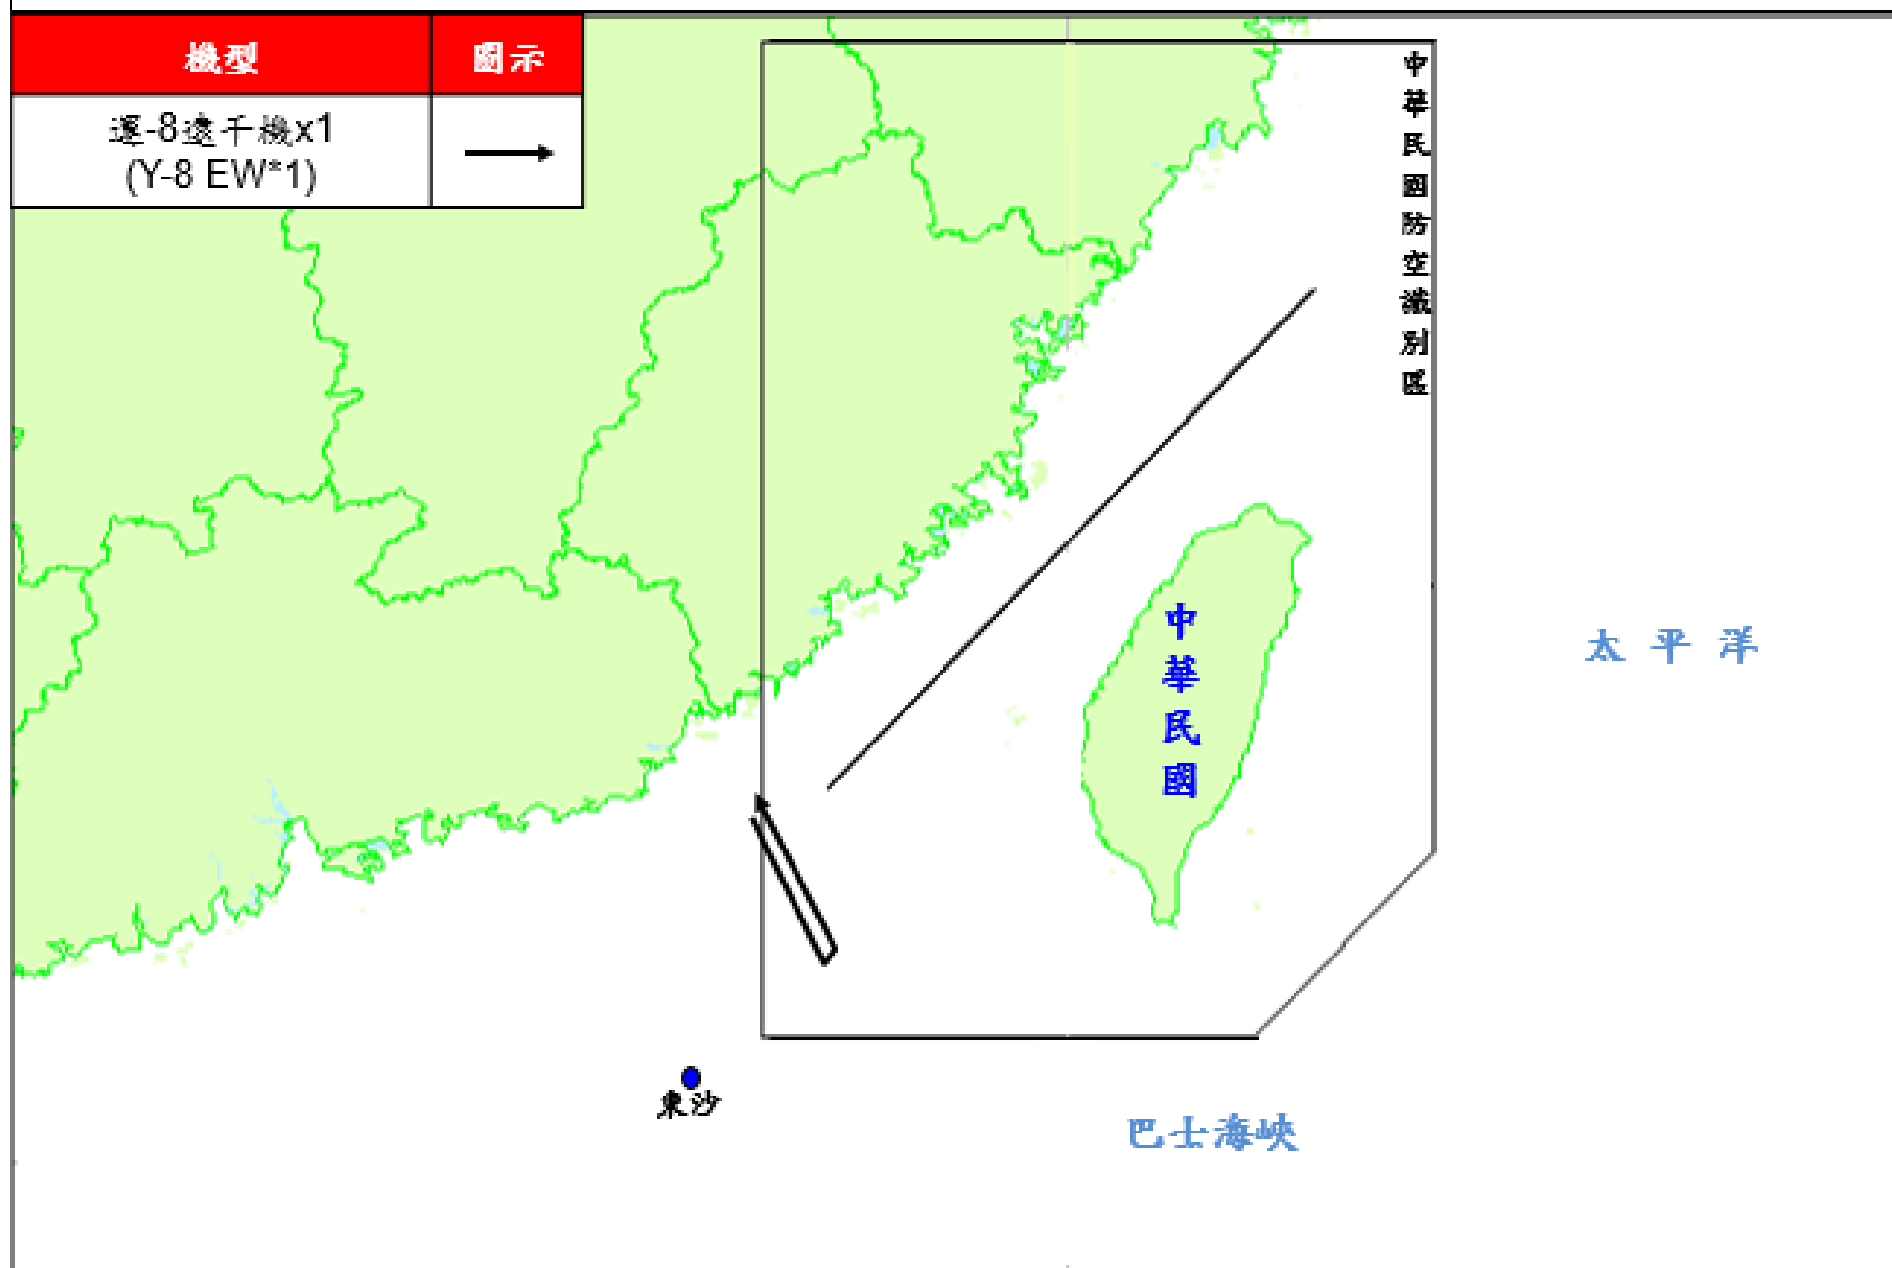 機型
圖示
運-8遠干機x1
(Y-8 EW*1)
中華民國防空識別區
中華民國
太平洋
東沙
巴士海峽